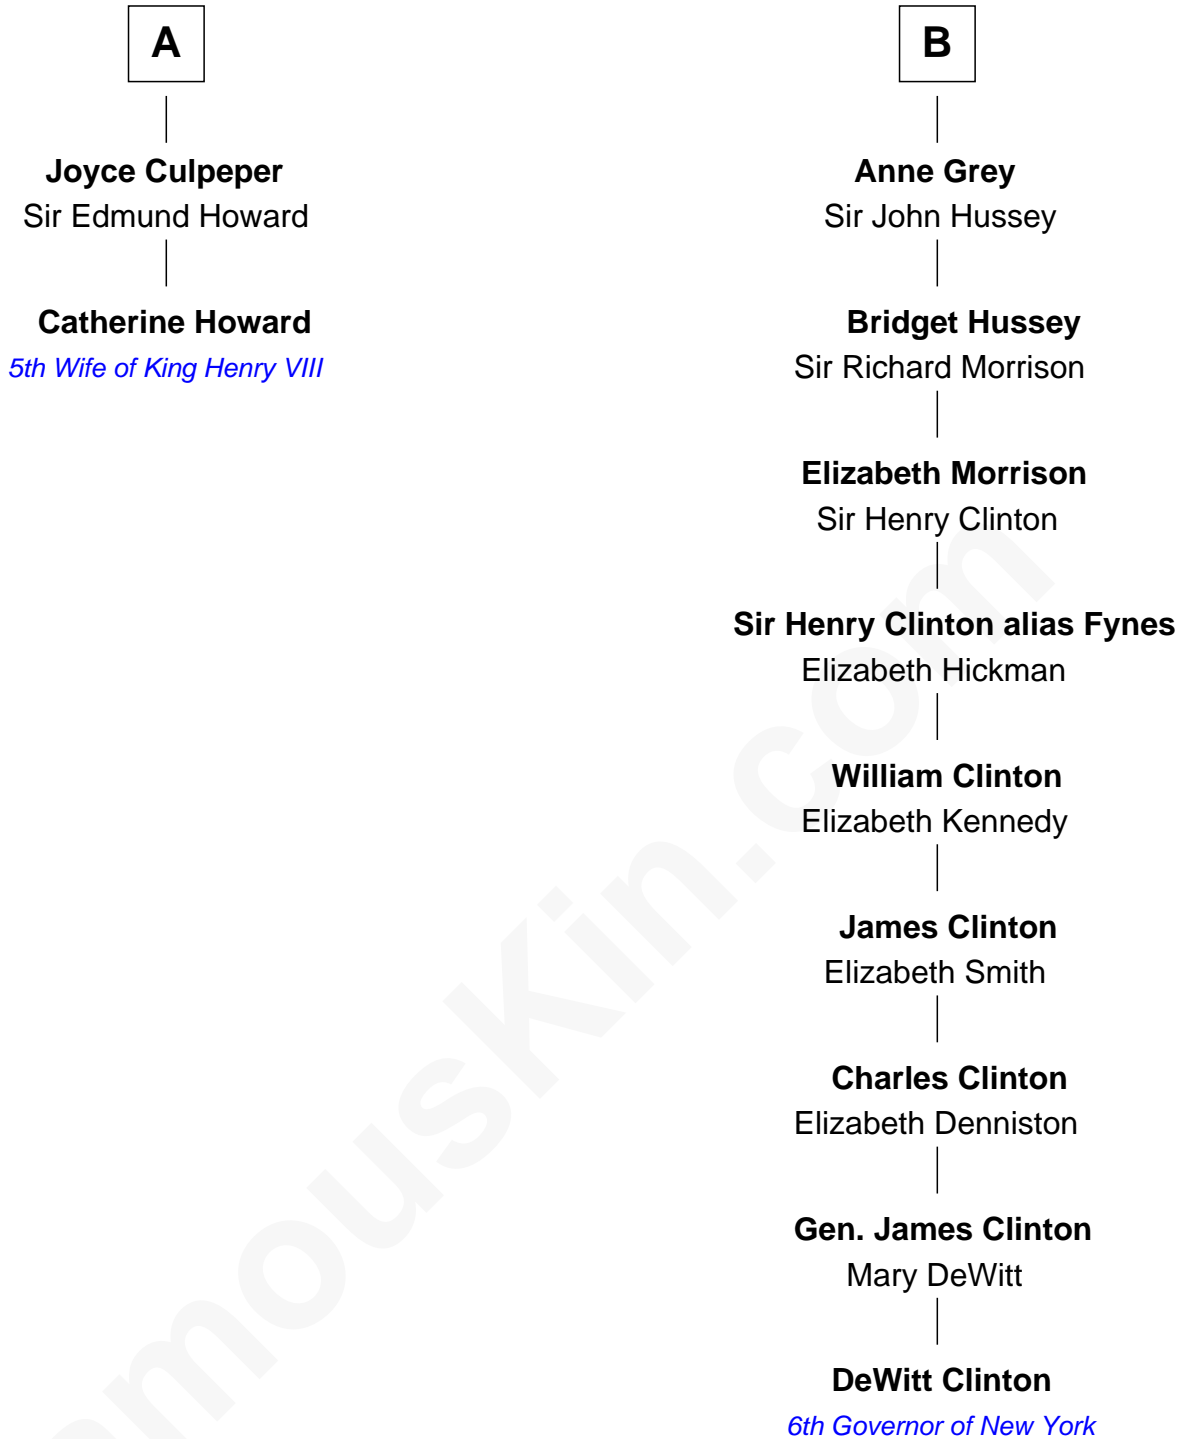 A
Joyce Culpeper
Sir Edmund Howard
Catherine Howard
5th Wife of King Henry VIII
B
Anne Grey
Sir John Hussey
Bridget Hussey
Sir Richard Morrison
Elizabeth Morrison
Sir Henry Clinton
Sir Henry Clinton alias Fynes
Elizabeth Hickman
William Clinton
Elizabeth Kennedy
James Clinton
Elizabeth Smith
Charles Clinton
Elizabeth Denniston
Gen. James Clinton
Mary DeWitt
DeWitt Clinton
6th Governor of New York
amouskin.com